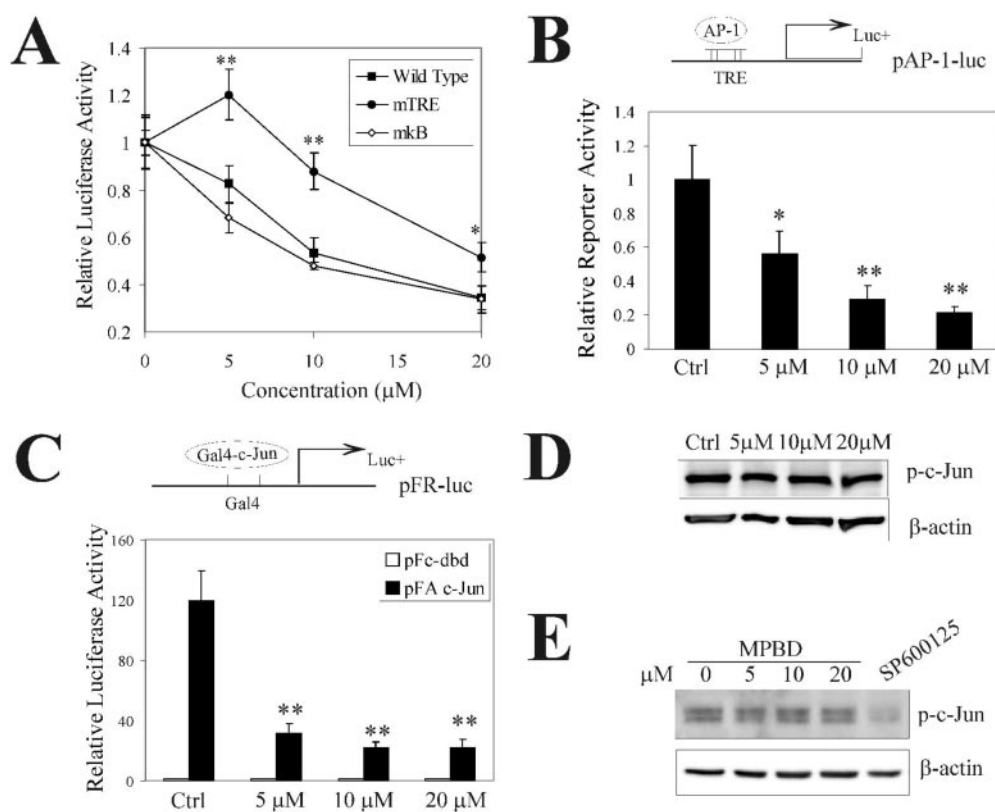 A
Relative Luciferase Activity
1.4
1.2
1
0.8
0.6
0.4
0.2
**
**
*
Wild Type
mTRE
mkB
0
5
10
15
20
Concentration (μM)
B
AP-1
TRE
Luc+
pAP-1-luc
Relative Reporter Activity
1.4
1.2
1
0.8
0.6
0.4
0.2
0
*
**
**
Ctrl
5 μM
10 μM
20 μM
C
Gal4-c-Jun
Gal4
Luc+
pFR-luc
Relative Luciferase Activity
160
120
80
40
0
pFc-dbd
pFA c-Jun
**
**
**
Ctrl
5 μM
10 μM
20 μM
D
Ctrl 5μM 10μM 20μM
p-c-Jun
β-actin
E
MPBD
SP600125
μM 0 5 10 20
p-c-Jun
β-actin